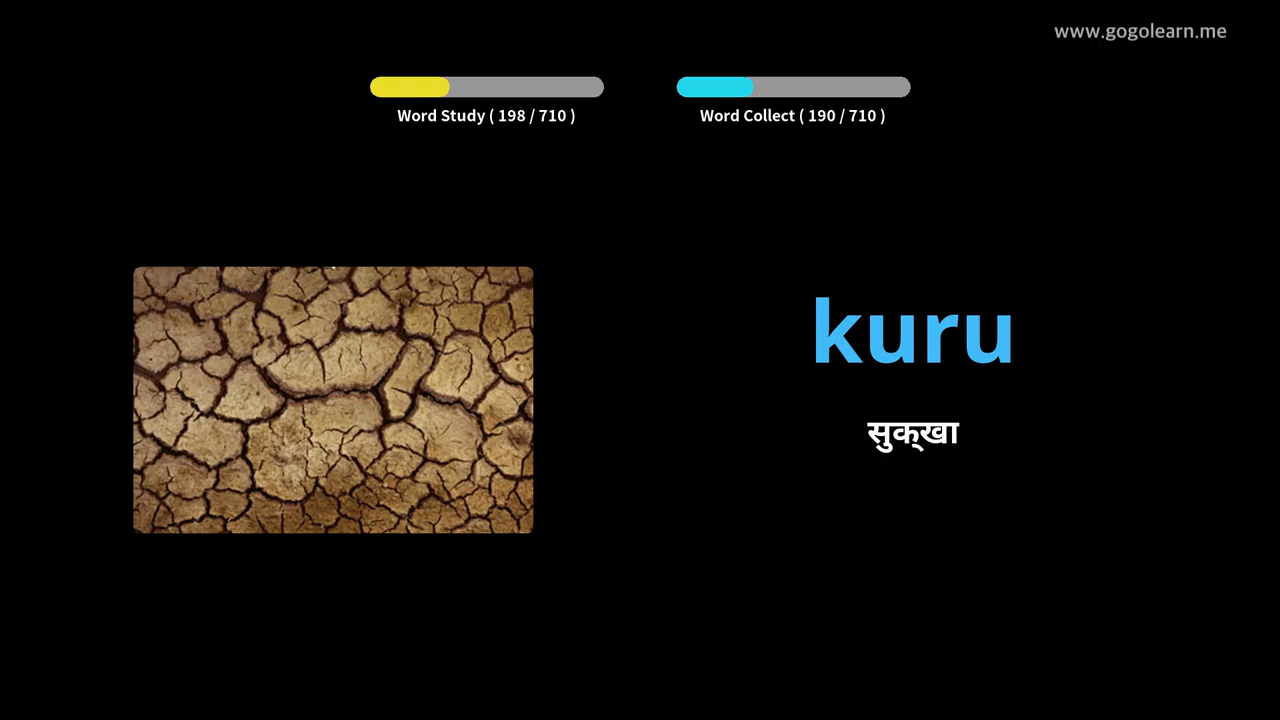 www.gogolearn.me
Word Study ( 198 / 710 )
Word Collect ( 190 / 710 )
kuru
सुक्‍खा